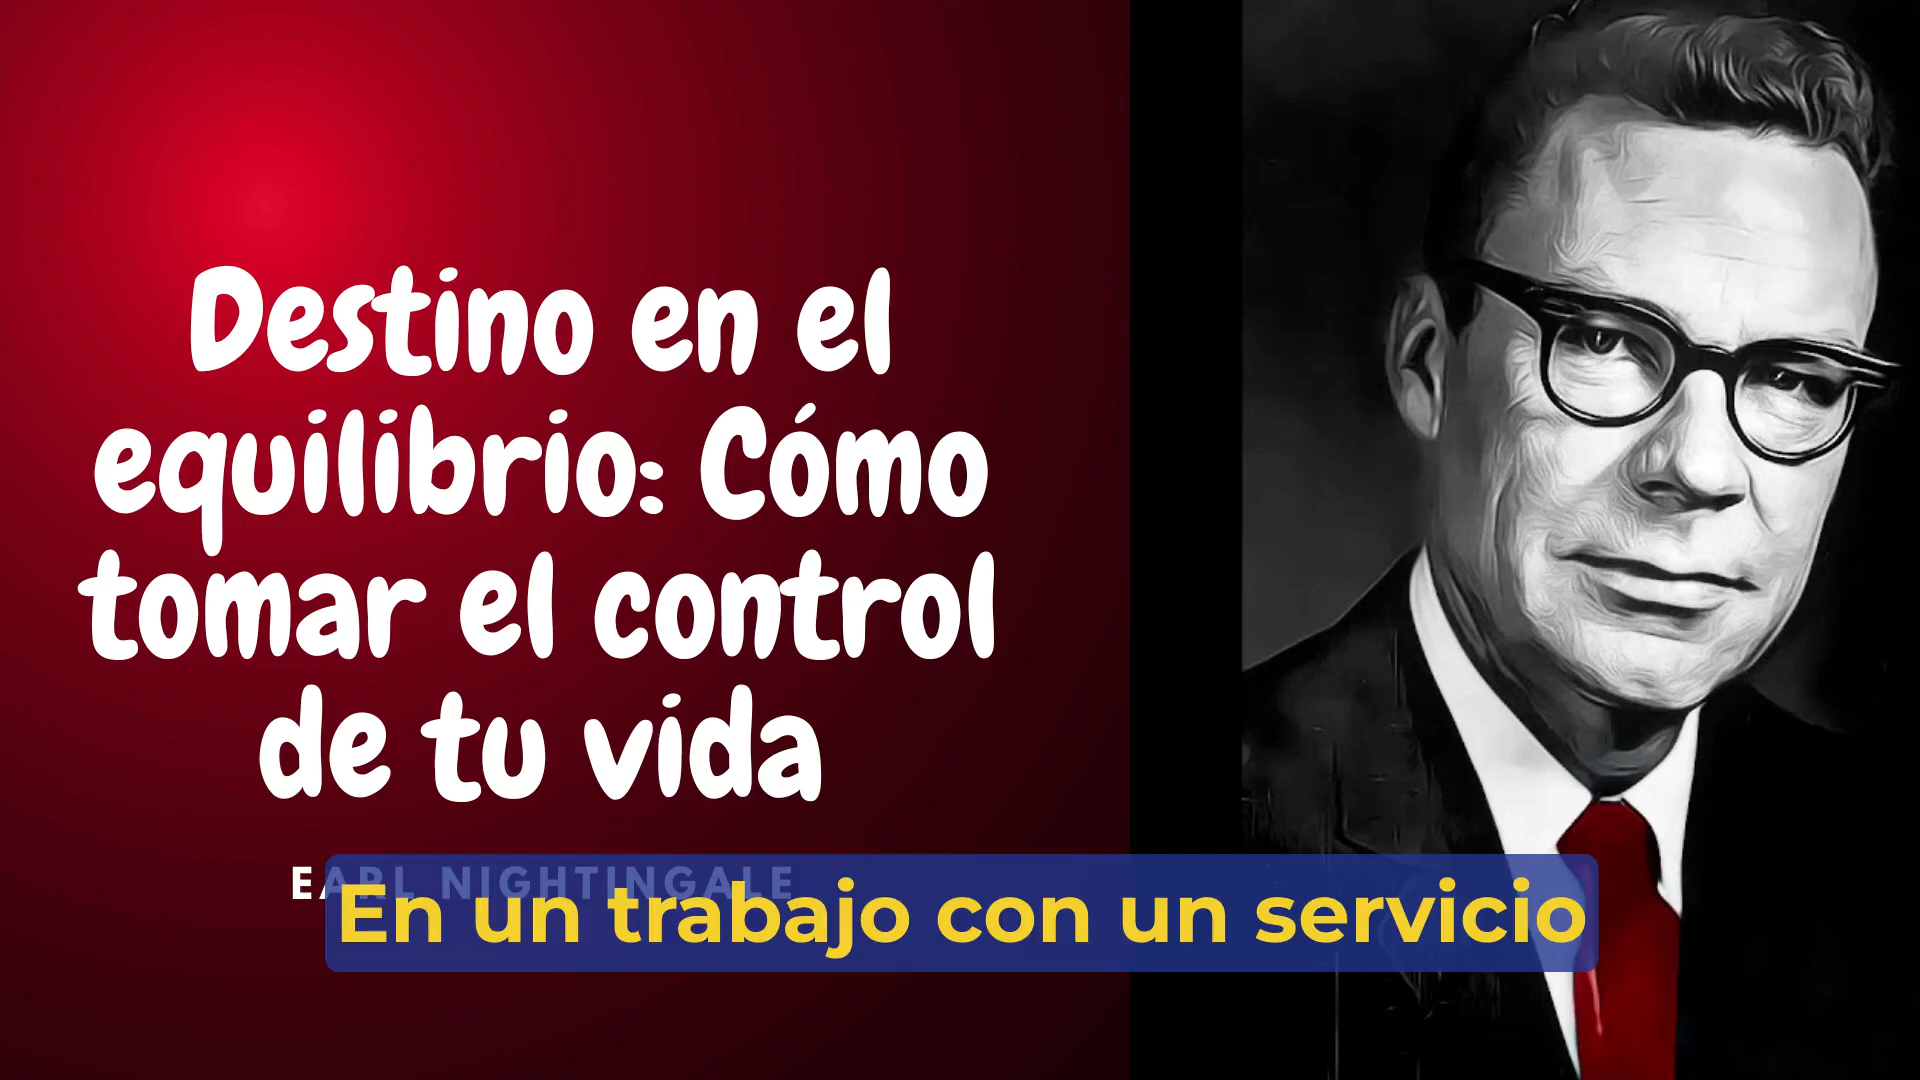 Destino en el
equilibrio: Cómo
tomar el control
de tu vida
EARL NIGHTINGALE
En un trabajo con un servicio